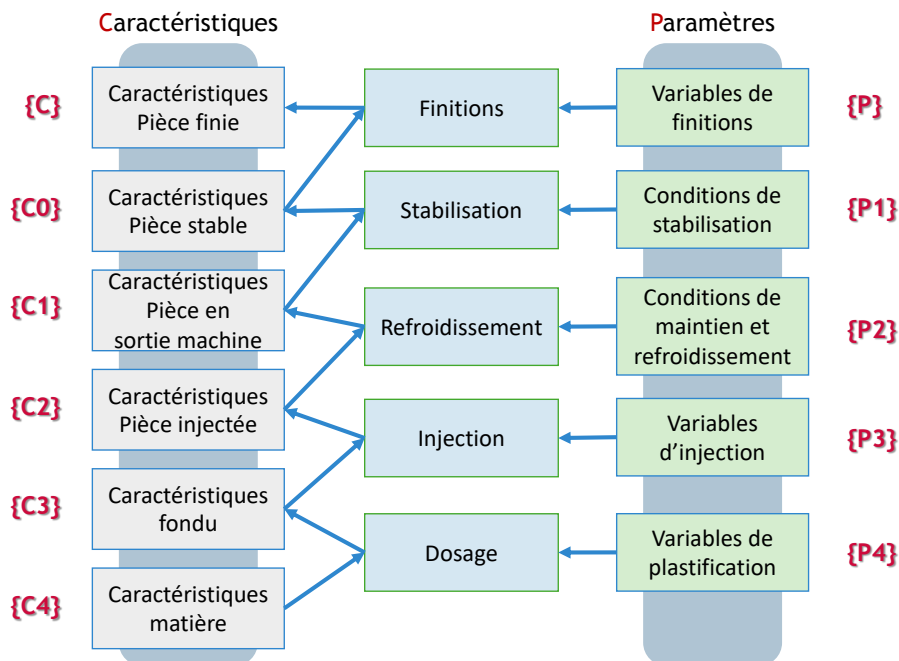 Caractéristiques
Paramètres
{C}
Caractéristiques
Pièce finie
Finitions
Variables de
finitions
{P}
{C0}
Caractéristiques
Pièce stable
Stabilisation
Conditions de
stabilisation
{P1}
{C1}
Caractéristiques
Pièce en
sortie machine
Refroidissement
Conditions de
maintien et
refroidissement
{P2}
{C2}
Caractéristiques
Pièce injectée
Injection
Variables
d’injection
{P3}
{C3}
Caractéristiques
fondu
Dosage
Variables de
plastification
{P4}
{C4}
Caractéristiques
matière